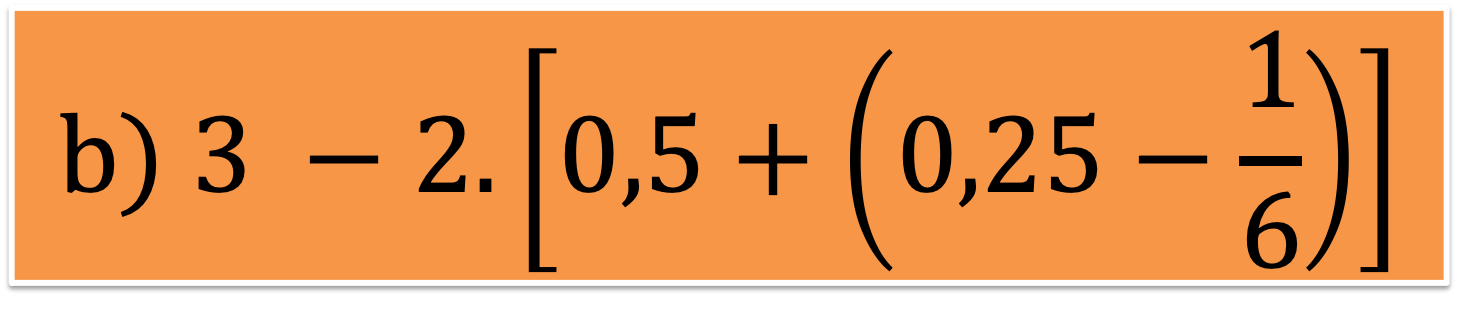 b) 3 − 2. [0,5 + (0,25 − 1/6)]